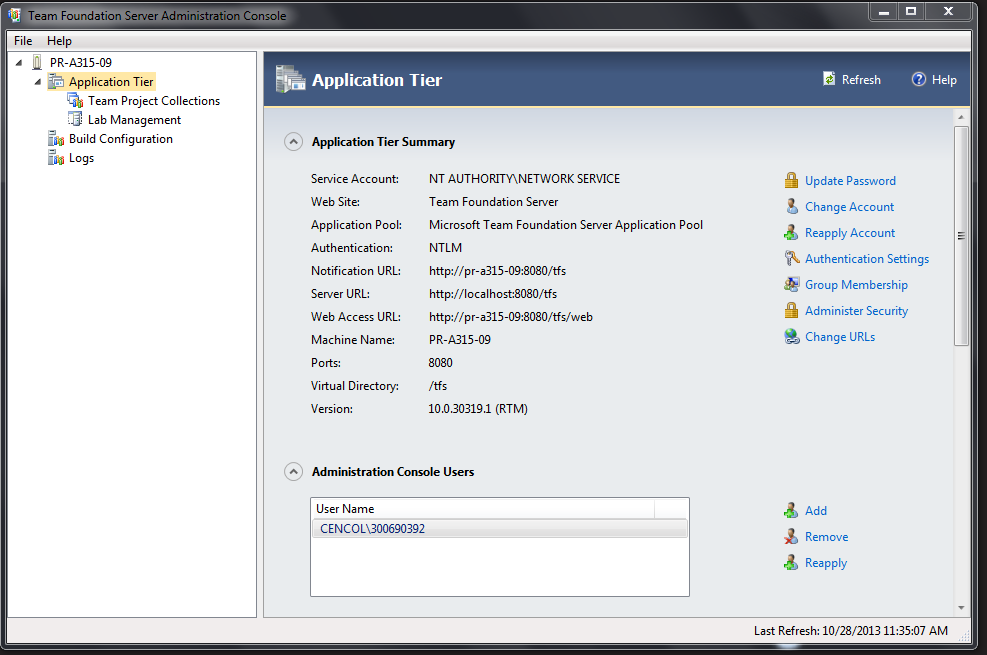 Team Foundation Server Administration Console
File Help
PR-A315-09
Application Tier
Team Project Collections
Lab Management
Build Configuration
Logs
Application Tier
Refresh
Help
Application Tier Summary
Service Account: NT AUTHORITY\NETWORK SERVICE
Web Site: Team Foundation Server
Application Pool: Microsoft Team Foundation Server Application Pool
Authentication: NTLM
Notification URL: http://pr-a315-09:8080/tfs
Server URL: http://localhost:8080/tfs
Web Access URL: http://pr-a315-09:8080/tfs/web
Machine Name: PR-A315-09
Ports: 8080
Virtual Directory: /tfs
Version: 10.0.30319.1 (RTM)
Update Password
Change Account
Reapply Account
Authentication Settings
Group Membership
Administer Security
Change URLs
Administration Console Users
User Name
CENCOL\300690392
Add
Remove
Reapply
Last Refresh: 10/28/2013 11:35:07 AM